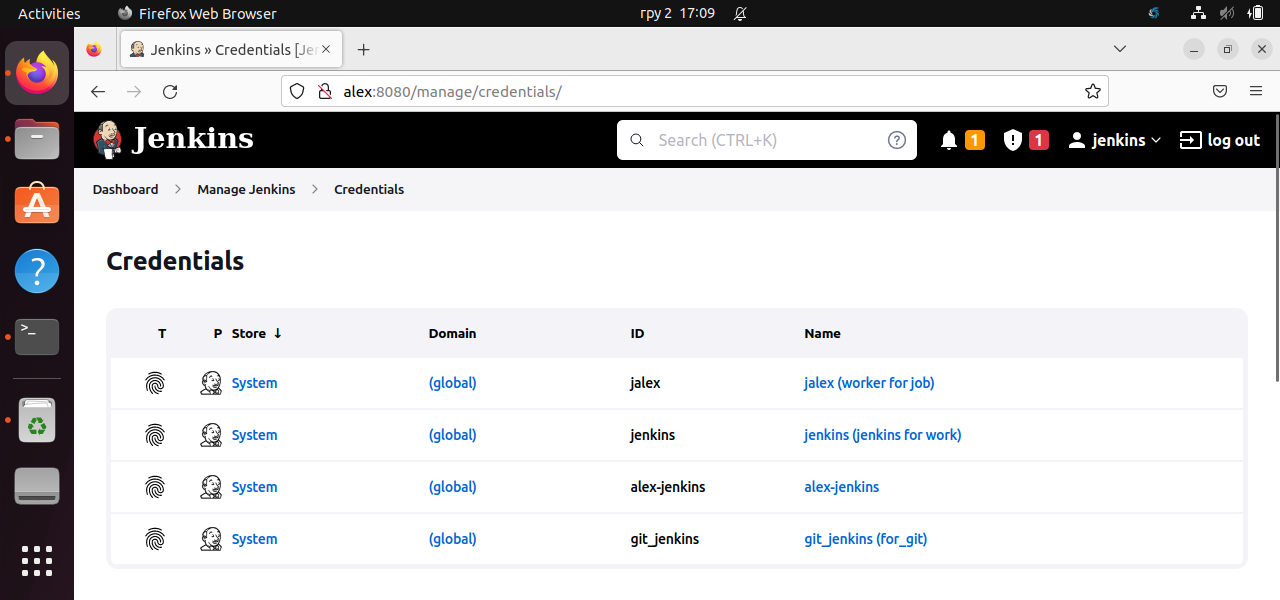 Activities Firefox Web Browser гру 2 17:09
Jenkins » Credentials [Jen
alex:8080/manage/credentials/
Jenkins Search (CTRL+K) ? 1 1 jenkins log out
Dashboard Manage Jenkins Credentials
Credentials
T P Store ↓ Domain ID Name
System (global) jalex jalex (worker for job)
System (global) jenkins jenkins (jenkins for work)
System (global) alex-jenkins alex-jenkins
System (global) git_jenkins git_jenkins (for_git)